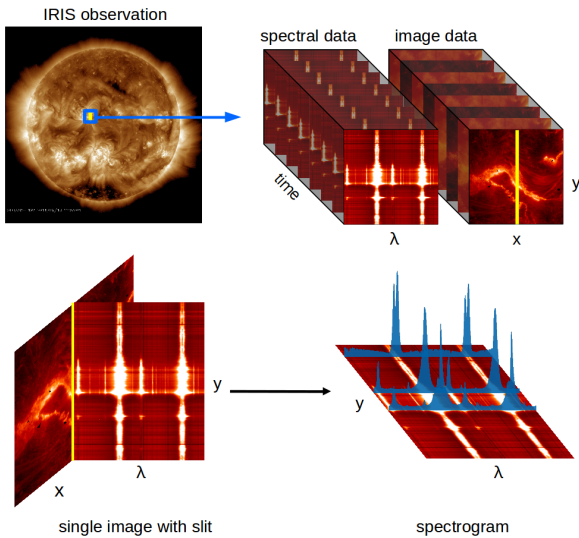 IRIS observation
spectral data
image data
time
y
λ
x
y
y
λ
x
λ
single image with slit
spectrogram